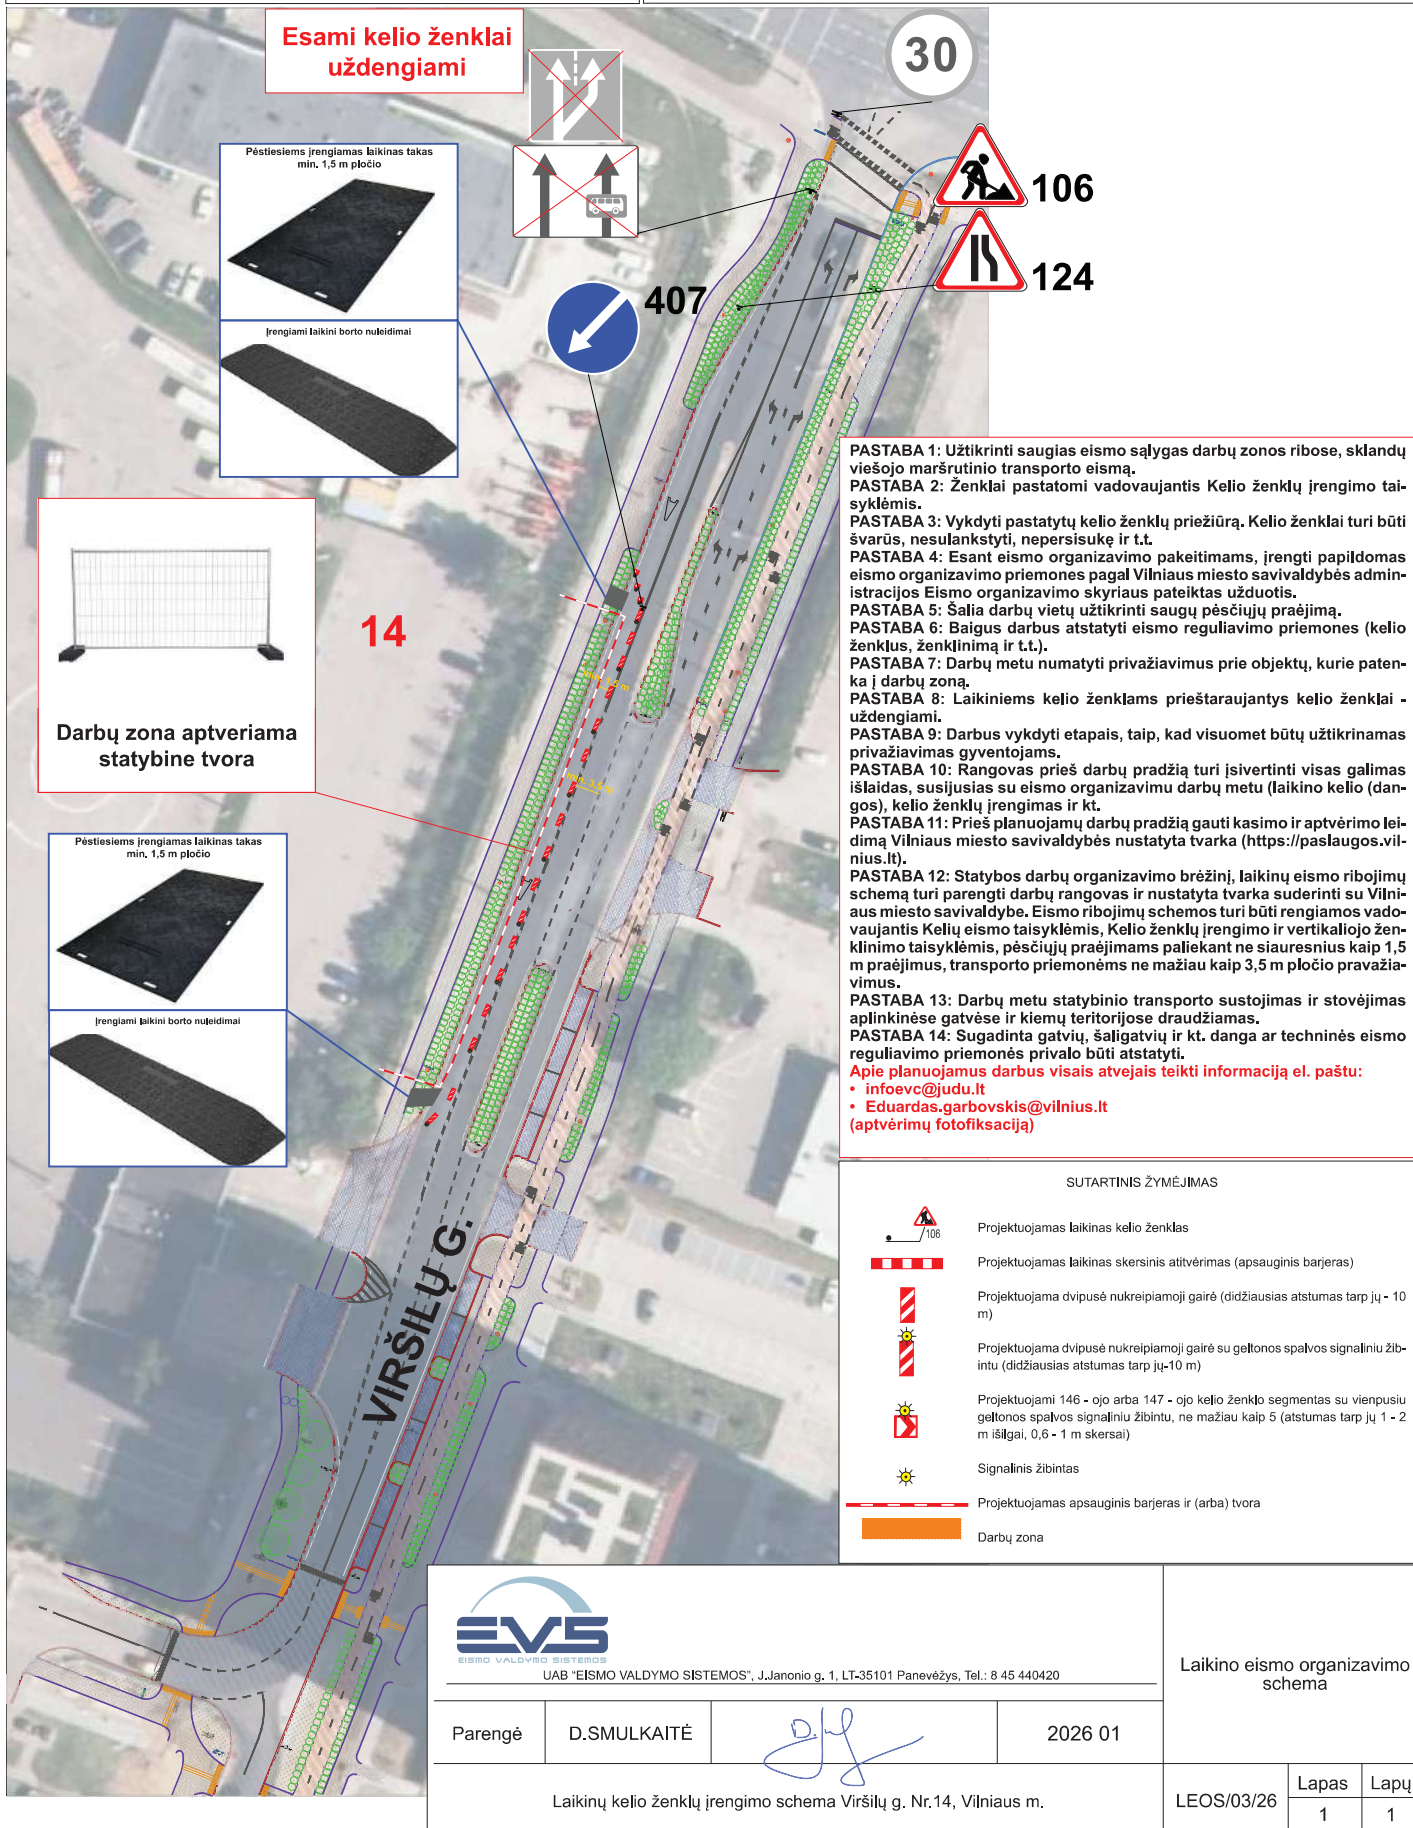 Esami kelio ženklai
uždengiami
30
Pėstiesiems įrengiamas laikinas takas
min. 1,5 m pločio
106
124
407
Įrengiami laikini borto nuleidimai
14
Darbų zona aptveriama
statybine tvora
min. 1,5 m
min. 3,5 m
Pėstiesiems įrengiamas laikinas takas
min. 1,5 m pločio
Įrengiami laikini borto nuleidimai
VIRŠILŲ G.
PASTABA 1: Užtikrinti saugias eismo sąlygas darbų zonos ribose, sklandų
viešojo maršrutinio transporto eismą.
PASTABA 2: Ženklai pastatomi vadovaujantis Kelio ženklų įrengimo tai-
syklėmis.
PASTABA 3: Vykdyti pastatytų kelio ženklų priežiūrą. Kelio ženklai turi būti
švarūs, nesulankstyti, nepersisukę ir t.t.
PASTABA 4: Esant eismo organizavimo pakeitimams, įrengti papildomas
eismo organizavimo priemones pagal Vilniaus miesto savivaldybės admin-
istracijos Eismo organizavimo skyriaus pateiktas užduotis.
PASTABA 5: Šalia darbų vietų užtikrinti saugų pėsčiųjų praėjimą.
PASTABA 6: Baigus darbus atstatyti eismo reguliavimo priemones (kelio
ženklus, ženklinimą ir t.t.).
PASTABA 7: Darbų metu numatyti privažiavimus prie objektų, kurie paten-
ka į darbų zoną.
PASTABA 8: Laikiniems kelio ženklams prieštaraujantys kelio ženklai -
uždengiami.
PASTABA 9: Darbus vykdyti etapais, taip, kad visuomet būtų užtikrinamas
privažiavimas gyventojams.
PASTABA 10: Rangovas prieš darbų pradžią turi įsivertinti visas galimas
išlaidas, susijusias su eismo organizavimu darbų metu (laikino kelio (dan-
gos), kelio ženklų įrengimas ir kt.
PASTABA 11: Prieš planuojamų darbų pradžią gauti kasimo ir aptvėrimo lei-
dimą Vilniaus miesto savivaldybės nustatyta tvarka (https://paslaugos.vil-
nius.lt).
PASTABA 12: Statybos darbų organizavimo brėžinį, laikinų eismo ribojimų
schemą turi parengti darbų rangovas ir nustatyta tvarka suderinti su Vilni-
aus miesto savivaldybe. Eismo ribojimų schemos turi būti rengiamos vado-
vaujantis Kelių eismo taisyklėmis, Kelio ženklų įrengimo ir vertikaliojo žen-
klinimo taisyklėmis, pėsčiųjų praėjimams paliekant ne siauresnius kaip 1,5
m praėjimus, transporto priemonėms ne mažiau kaip 3,5 m pločio pravažia-
vimus.
PASTABA 13: Darbų metu statybinio transporto sustojimas ir stovėjimas
aplinkinėse gatvėse ir kiemų teritorijose draudžiamas.
PASTABA 14: Sugadinta gatvių, šaligatvių ir kt. danga ar techninės eismo
reguliavimo priemonės privalo būti atstatyti.
Apie planuojamus darbus visais atvejais teikti informaciją el. paštu:
• infoevc@judu.lt
• Eduardas.garbovskis@vilnius.lt
(aptvėrimų fotofiksaciją)
SUTARTINIS ŽYMĖJIMAS
106
Projektuojamas laikinas kelio ženklas
Projektuojamas laikinas skersinis atitvėrimas (apsauginis barjeras)
Projektuojama dvipusė nukreipiamoji gairė (didžiausias atstumas tarp jų - 10
m)
Projektuojama dvipusė nukreipiamoji gairė su geltonos spalvos signaliniu žib-
intu (didžiausias atstumas tarp jų-10 m)
Projektuojami 146 - ojo arba 147 - ojo kelio ženklo segmentas su vienpusiu
geltonos spalvos signaliniu žibintu, ne mažiau kaip 5 (atstumas tarp jų 1 - 2
m išilgai, 0,6 - 1 m skersai)
Signalinis žibintas
Projektuojamas apsauginis barjeras ir (arba) tvora
Darbų zona
EVS
EISMO VALDYMO SISTEMOS
UAB "EISMO VALDYMO SISTEMOS", J.Janonio g. 1, LT-35101 Panevėžys, Tel.: 8 45 440420
Laikino eismo organizavimo
schema
Parengė D.SMULKAITĖ 2026 01
Laikinų kelio ženklų įrengimo schema Viršilų g. Nr.14, Vilniaus m.
LEOS/03/26
Lapas Lapų
1 1